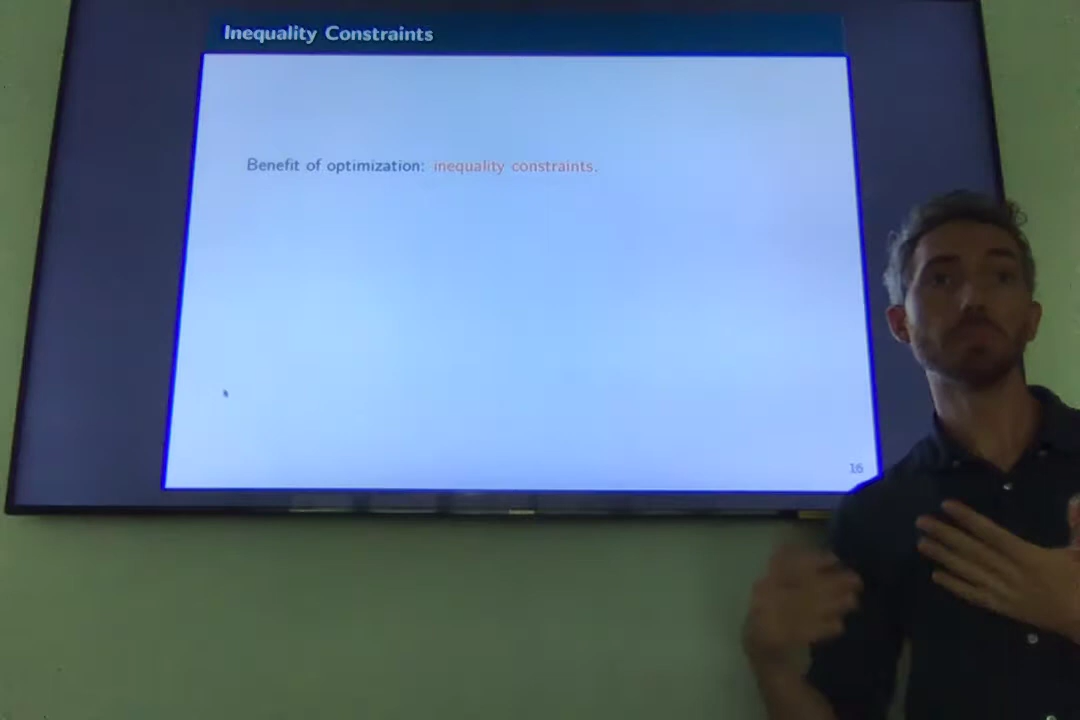 Inequality Constraints
Benefit of optimization: inequality constraints.
16